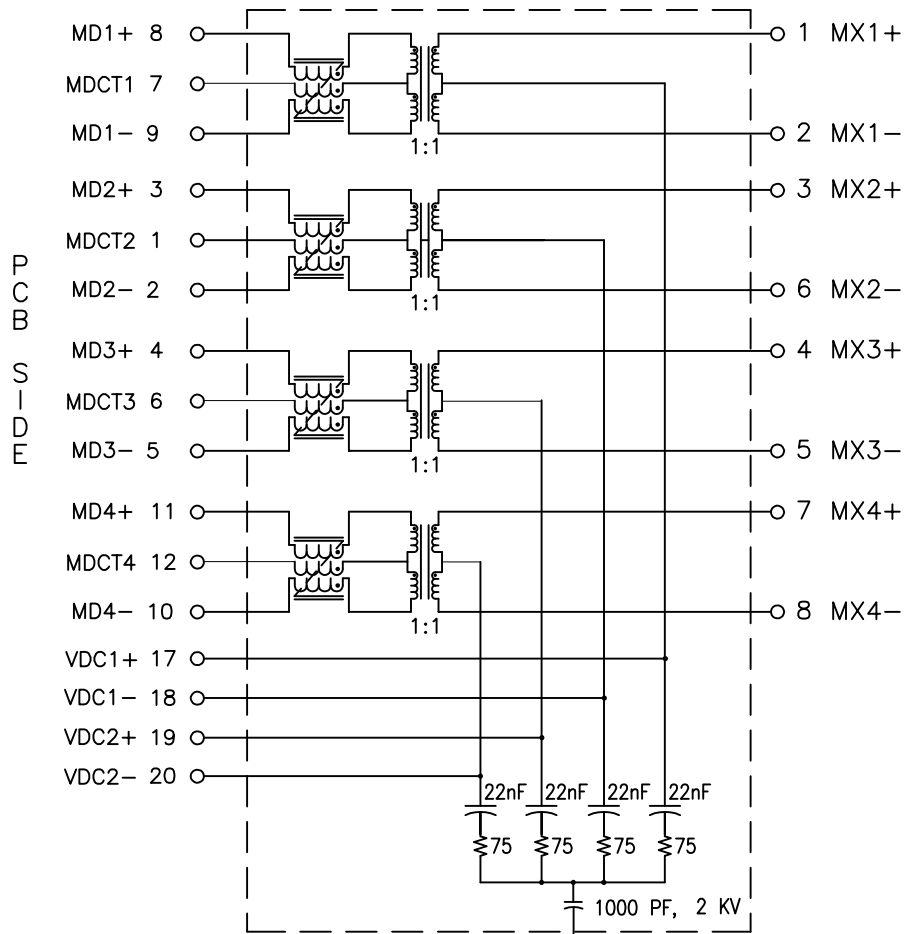 MD1+ 8
1 MX1+
MDCT1 7
MD1− 9
2 MX1−
1:1
MD2+ 3
3 MX2+
MDCT2 1
MD2− 2
6 MX2−
1:1
PCB SIDE
MD3+ 4
4 MX3+
MDCT3 6
MD3− 5
5 MX3−
1:1
MD4+ 11
7 MX4+
MDCT4 12
MD4− 10
8 MX4−
1:1
VDC1+ 17
VDC1− 18
VDC2+ 19
VDC2− 20
22nF 22nF 22nF 22nF
75 75 75 75
1000 PF, 2 KV